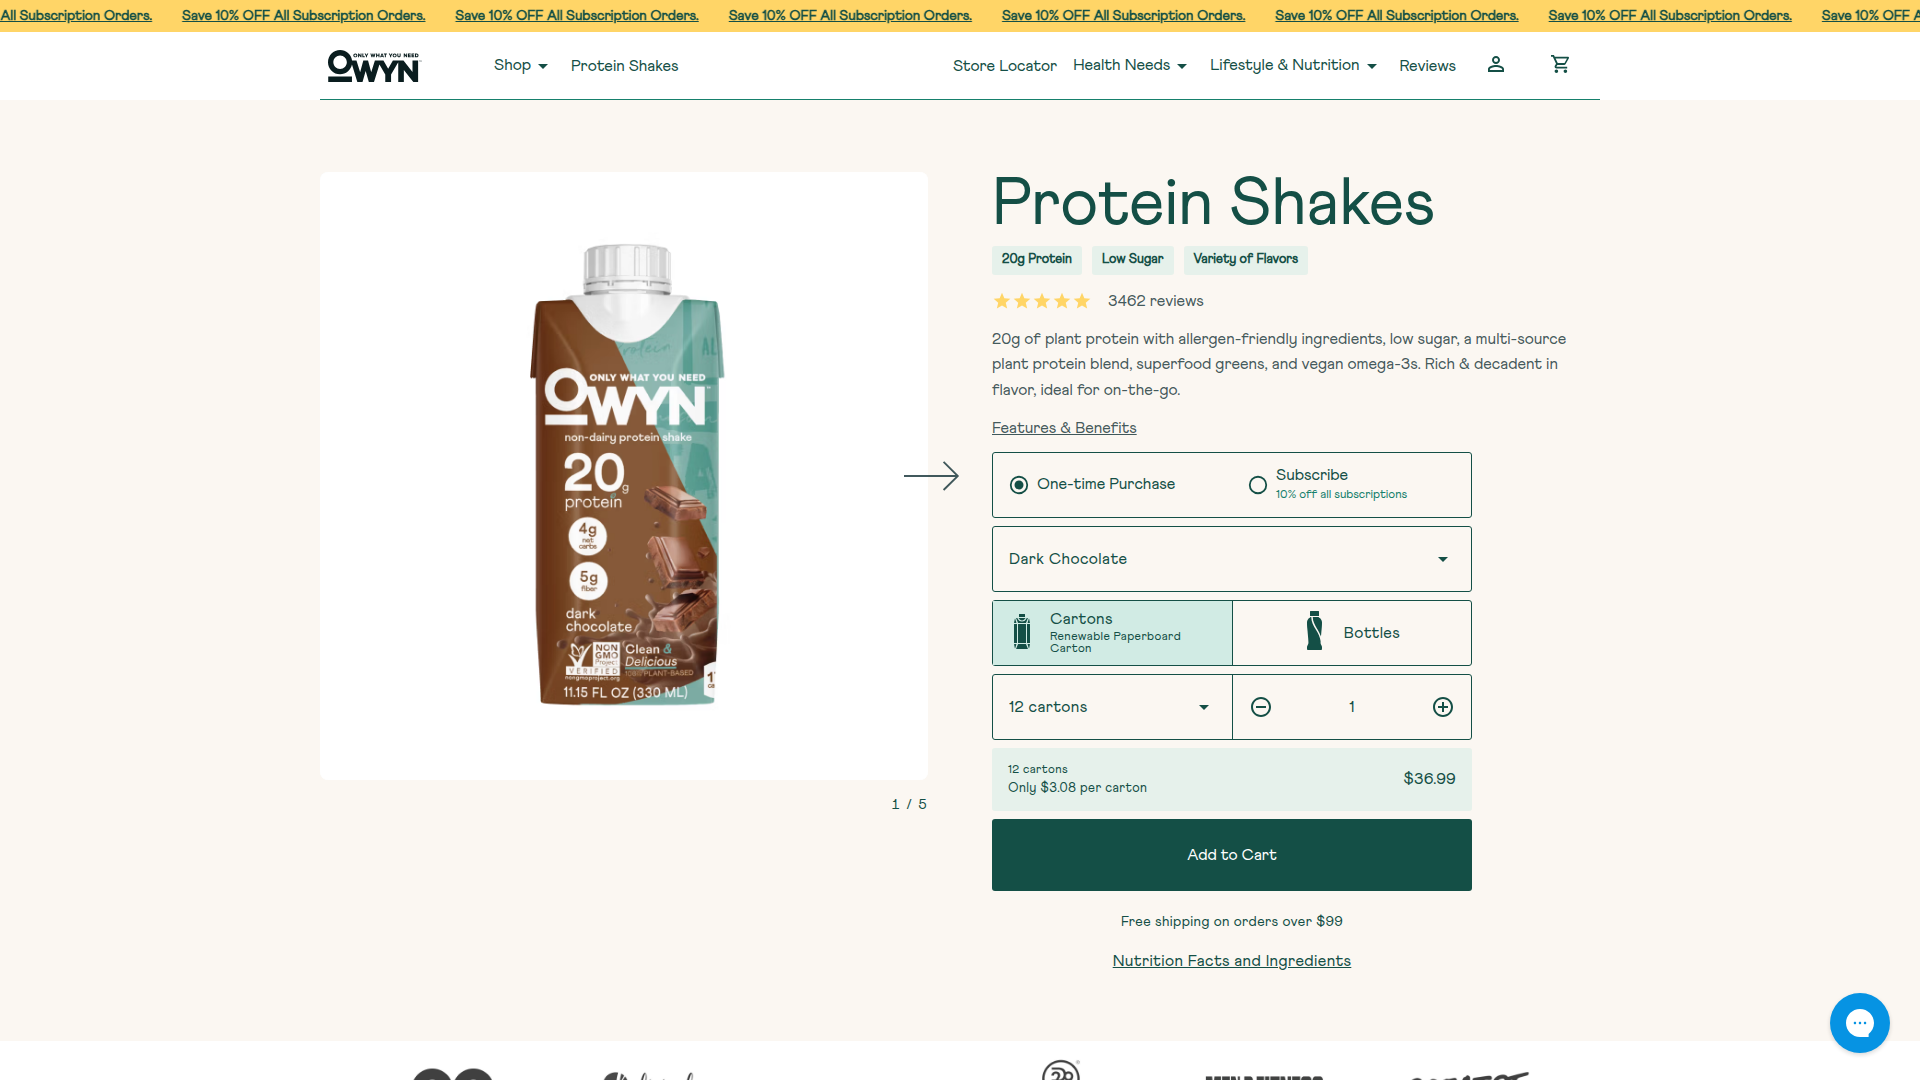 All Subscription Orders. Save 10% OFF All Subscription Orders. Save 10% OFF All Subscription Orders. Save 10% OFF All Subscription Orders. Save 10% OFF All Subscription Orders. Save 10% OFF All Subscription Orders. Save 10% OFF All Subscription Orders. Save 10% OFF A
ONLY WHAT YOU NEED
OWYN
Shop
Protein Shakes
Store Locator
Health Needs
Lifestyle & Nutrition
Reviews
protein
AL
ONLY WHAT YOU NEED
OWYN
non-dairy protein shake
20g
protein
4g
net
carbs
5g
fiber
dark
chocolate
NON
GMO
Project
VERIFIED
nongmoproject.org
Clean &
Delicious
100% PLANT-BASED
11.15 FL OZ (330 ML)
1 / 5
Protein Shakes
20g Protein
Low Sugar
Variety of Flavors
3462 reviews
20g of plant protein with allergen-friendly ingredients, low sugar, a multi-source
plant protein blend, superfood greens, and vegan omega-3s. Rich & decadent in
flavor, ideal for on-the-go.
Features & Benefits
One-time Purchase
Subscribe
10% off all subscriptions
Dark Chocolate
Cartons
Renewable Paperboard
Carton
Bottles
12 cartons
1
12 cartons
Only $3.08 per carton
$36.99
Add to Cart
Free shipping on orders over $99
Nutrition Facts and Ingredients